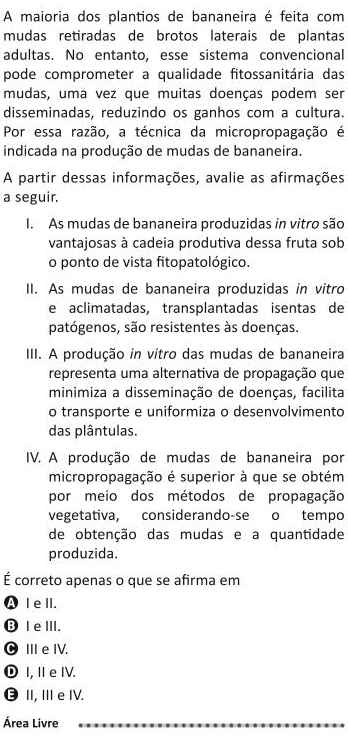 A maioria dos plantios de bananeira é feita com
mudas retiradas de brotos laterais de plantas
adultas. No entanto, esse sistema convencional
pode comprometer a qualidade fitossanitária das
mudas, uma vez que muitas doenças podem ser
disseminadas, reduzindo os ganhos com a cultura.
Por essa razão, a técnica da micropropagação é
indicada na produção de mudas de bananeira.
A partir dessas informações, avalie as afirmações
a seguir.
I. As mudas de bananeira produzidas in vitro são
vantajosas à cadeia produtiva dessa fruta sob
o ponto de vista fitopatológico.
II. As mudas de bananeira produzidas in vitro
e aclimatadas, transplantadas isentas de
patógenos, são resistentes às doenças.
III. A produção in vitro das mudas de bananeira
representa uma alternativa de propagação que
minimiza a disseminação de doenças, facilita
o transporte e uniformiza o desenvolvimento
das plântulas.
IV. A produção de mudas de bananeira por
micropropagação é superior à que se obtém
por meio dos métodos de propagação
vegetativa, considerando-se o tempo
de obtenção das mudas e a quantidade
produzida.
É correto apenas o que se afirma em
A I e II.
B I e III.
C III e IV.
D I, II e IV.
E II, III e IV.
Área Livre